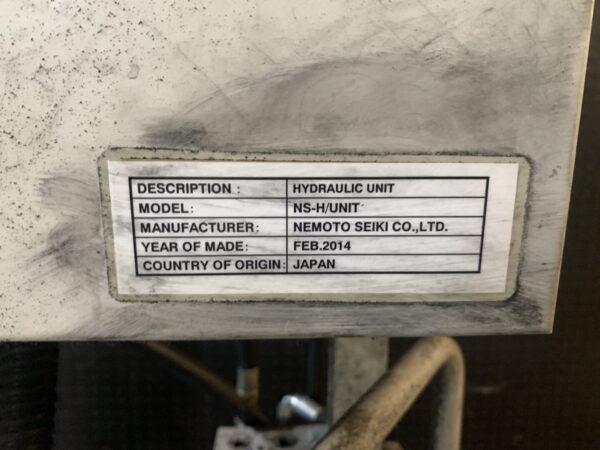 DESCRIPTION : HYDRAULIC UNIT
MODEL: NS-H/UNIT
MANUFACTURER: NEMOTO SEIKI CO.,LTD.
YEAR OF MADE: FEB.2014
COUNTRY OF ORIGIN: JAPAN